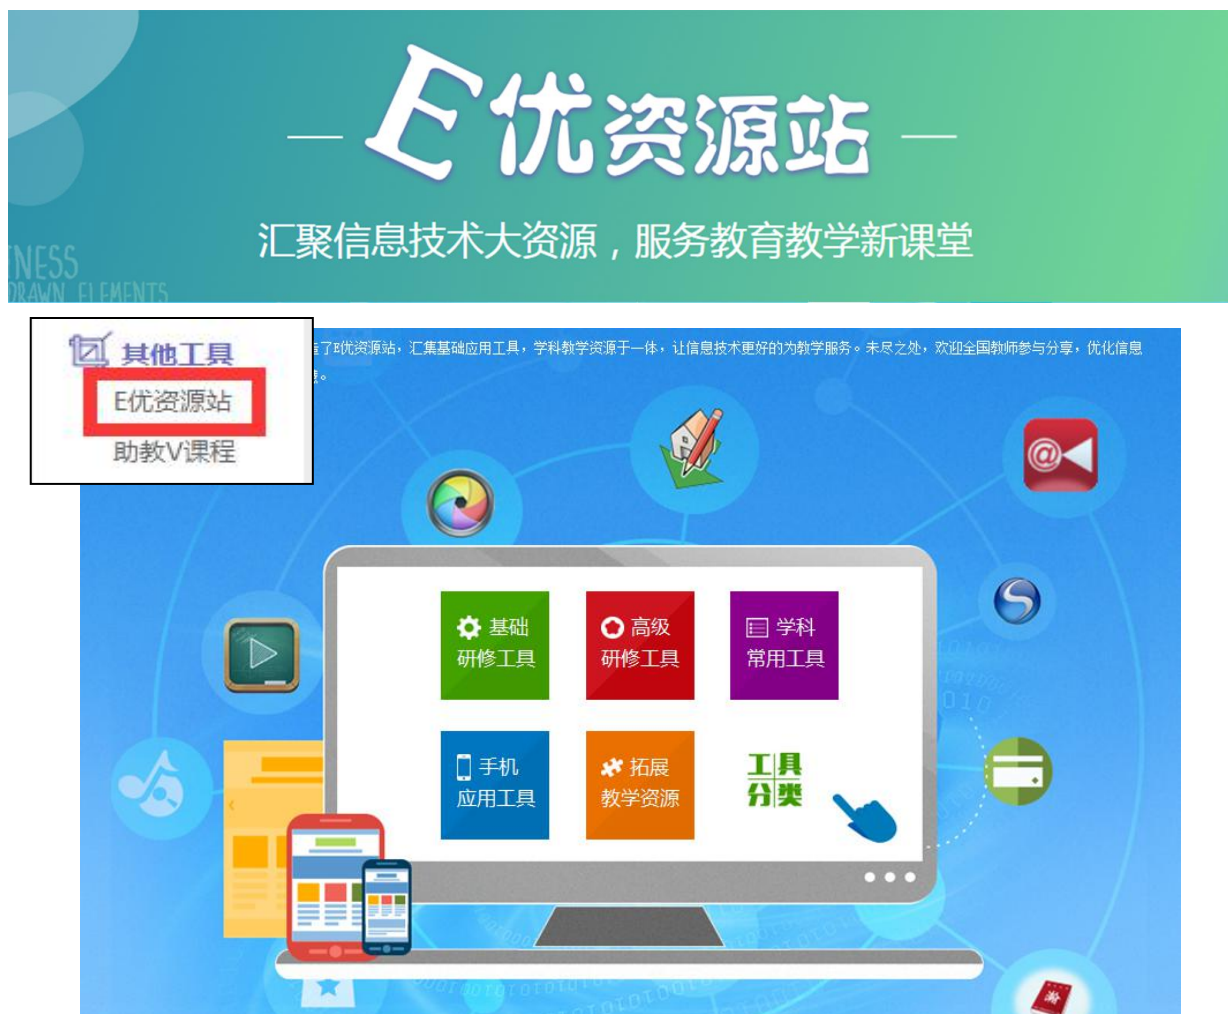 E优资源站
汇聚信息技术大资源，服务教育教学新课堂
NESS
DRAWN ELEMENTS
其他工具
E优资源站
助教V课程
造了E优资源站，汇集基础应用工具，学科教学资源于一体，让信息技术更好的为教学服务。未尽之处，欢迎全国教师参与分享，优化信息
基础
研修工具
高级
研修工具
学科
常用工具
手机
应用工具
拓展
教学资源
工具
分类